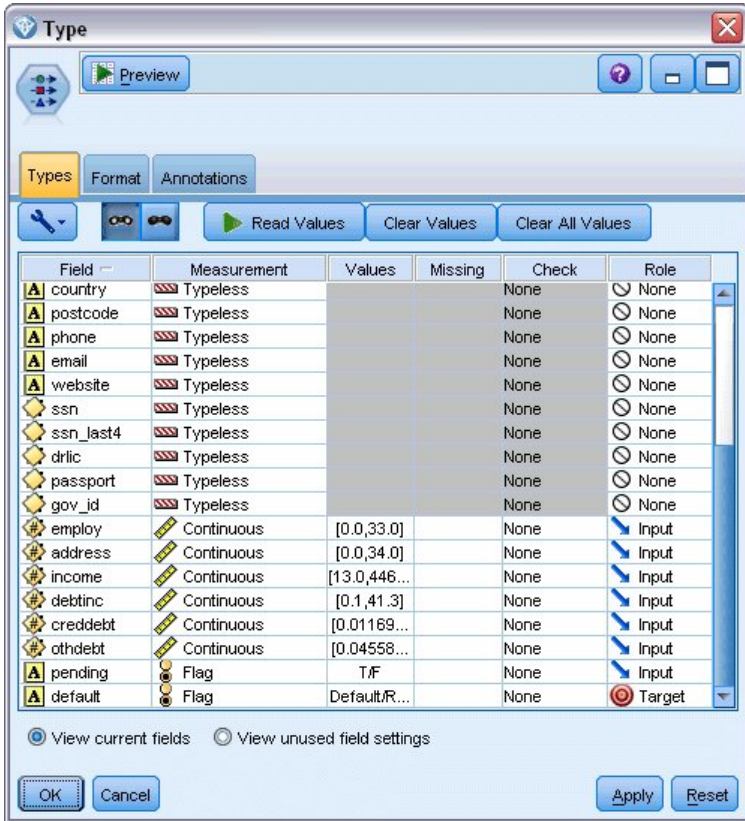 Type
Preview
Types Format Annotations
Read Values Clear Values Clear All Values
Field Measurement Values Missing Check Role
A country Typeless None None
A postcode Typeless None None
A phone Typeless None None
A email Typeless None None
A website Typeless None None
ssn Typeless None None
ssn_last4 Typeless None None
drlic Typeless None None
passport Typeless None None
gov_id Typeless None None
# employ Continuous [0.0,33.0] None Input
# address Continuous [0.0,34.0] None Input
# income Continuous [13.0,446... None Input
# debtinc Continuous [0.1,41.3] None Input
# creddebt Continuous [0.01169... None Input
# othdebt Continuous [0.04558... None Input
A pending Flag T/F None Input
A default Flag Default/R... None Target
View current fields View unused field settings
OK Cancel Apply Reset